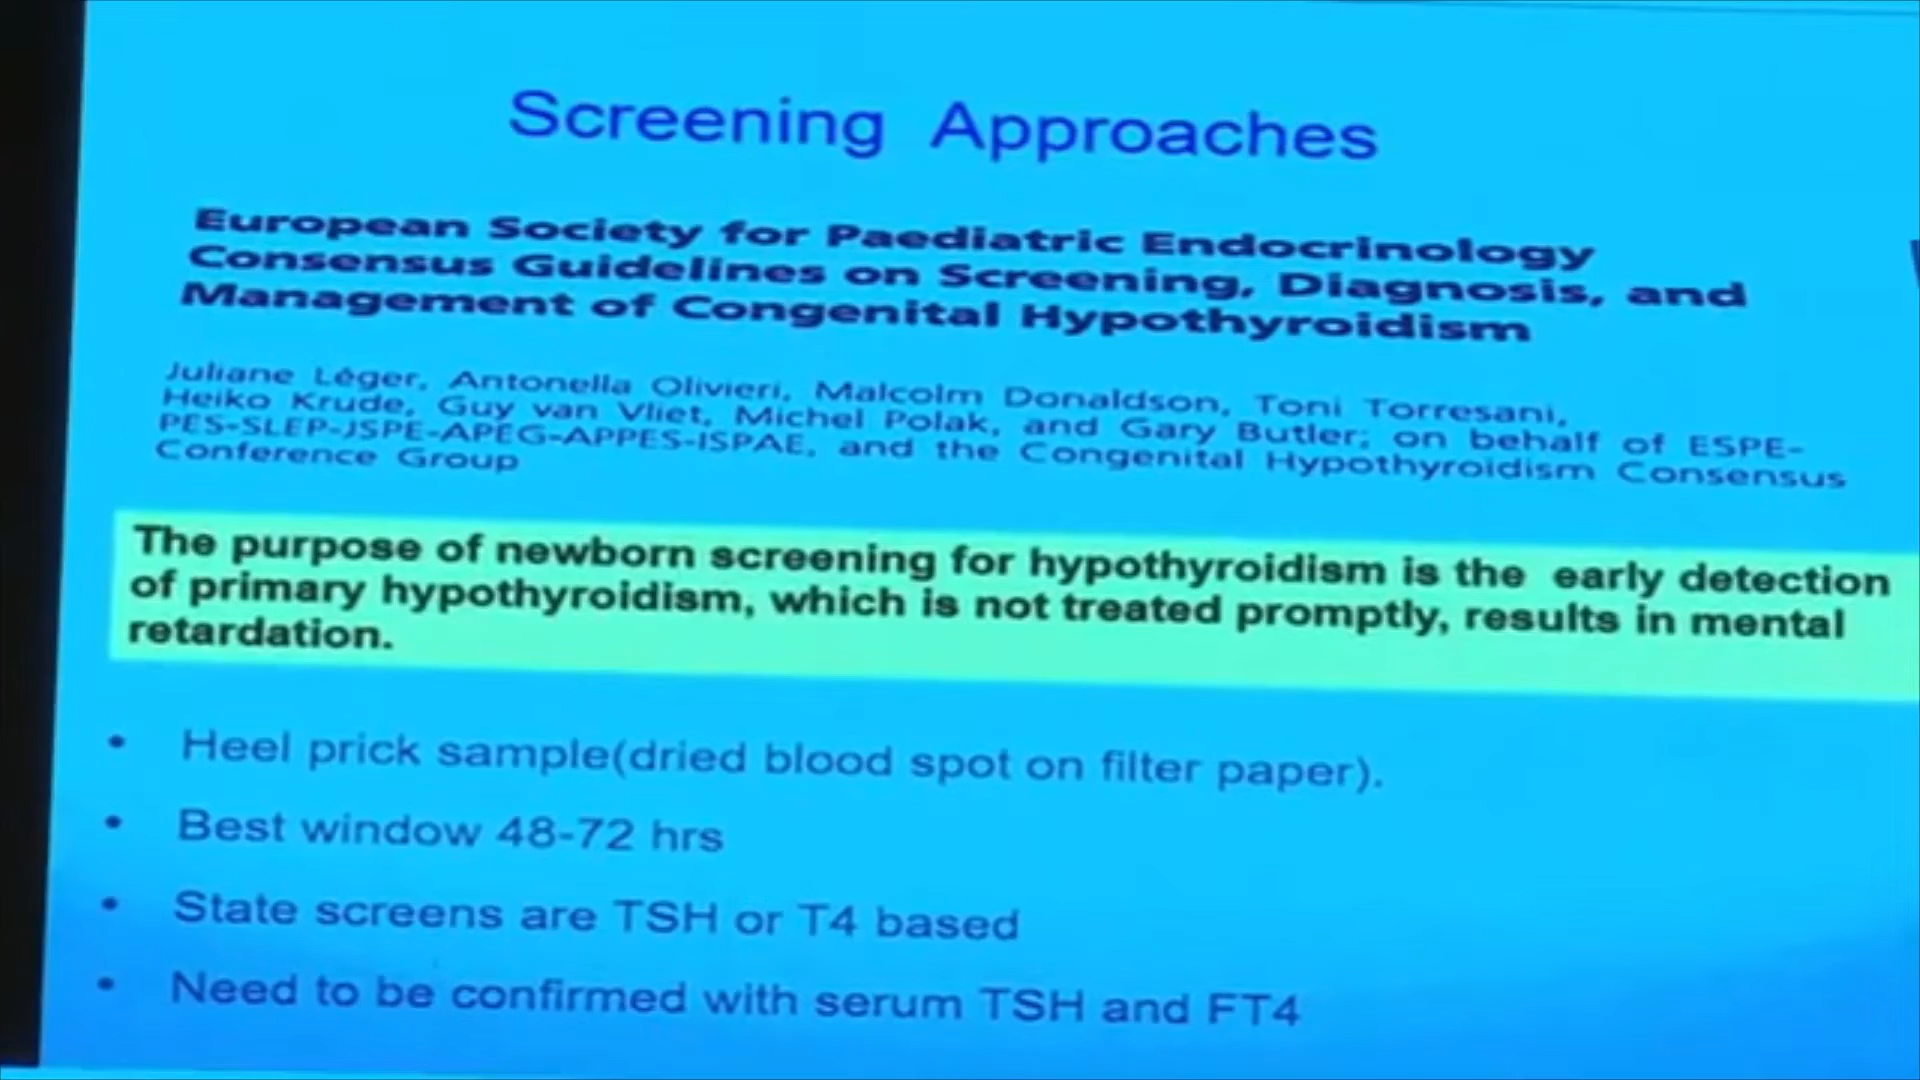 Screening Approaches
European Society for Paediatric Endocrinology
Consensus Guidelines on Screening, Diagnosis, and
Management of Congenital Hypothyroidism
Juliane Léger, Antonella Olivieri, Malcolm Donaldson, Toni Torresani,
Heiko Krude, Guy van Vliet, Michel Polak, and Gary Butler; on behalf of ESPE-
PES-SLEP-JSPE-APEG-APPES-ISPAE, and the Congenital Hypothyroidism Consensus
Conference Group
The purpose of newborn screening for hypothyroidism is the early detection
of primary hypothyroidism, which is not treated promptly, results in mental
retardation.
• Heel prick sample(dried blood spot on filter paper).
• Best window 48-72 hrs
• State screens are TSH or T4 based
• Need to be confirmed with serum TSH and FT4